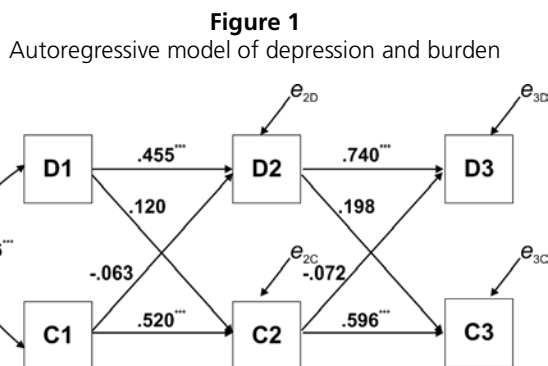 Figure 1
Autoregressive model of depression and burden
e2D
e3D
D1
.455***
D2
.740***
D3
.120
.198
***
e2C
e3C
-.063
-.072
C1
.520***
C2
.596***
C3